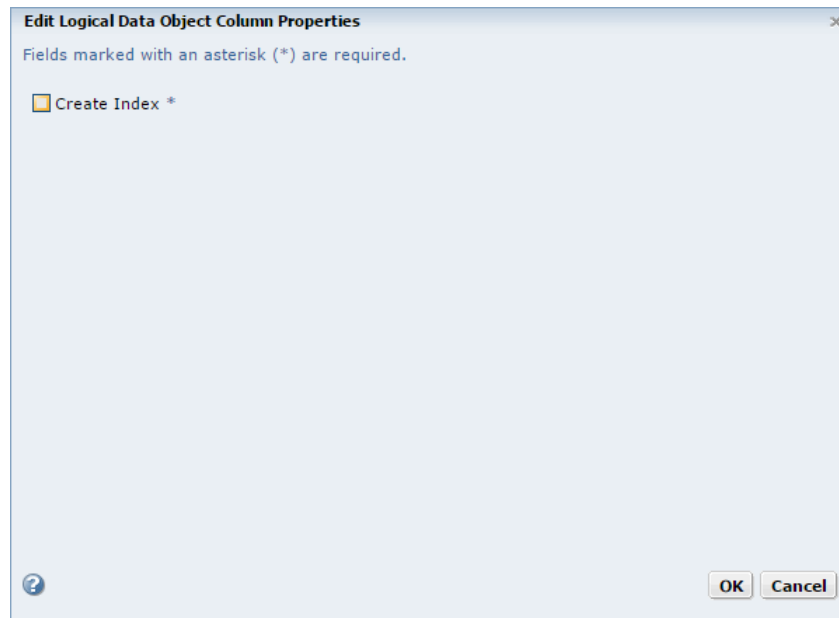 Edit Logical Data Object Column Properties
Fields marked with an asterisk (*) are required.
Create Index *
OK Cancel